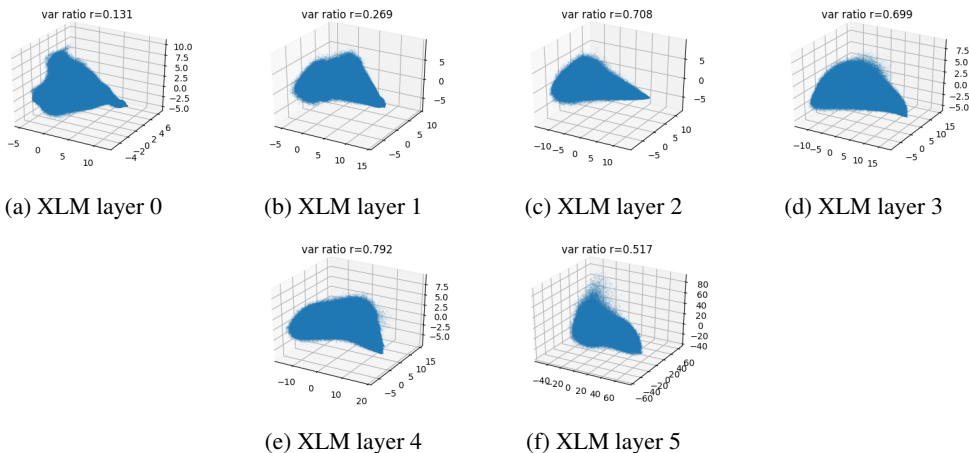 var ratio r=0.131
10.0
7.5
5.0
2.5
0.0
−2.5
−5.0
−5 0 5 10
−4 −2 0 2 4 6
(a) XLM layer 0
var ratio r=0.269
5
0
−5
−5 0 5 10 15
−5 0 5 10
(b) XLM layer 1
var ratio r=0.708
5
0
−5
−10 −5 0 5 10
−5 0 5 10
(c) XLM layer 2
var ratio r=0.699
7.5
5.0
2.5
0.0
−2.5
−5.0
−10 −5 0 5 10 15
−5 0 5 10 15
(d) XLM layer 3
var ratio r=0.792
7.5
5.0
2.5
0.0
−2.5
−5.0
−10 0 10 20
−5 0 5 10 15
(e) XLM layer 4
var ratio r=0.517
80
60
40
20
0
−20
−40
−40 −20 0 20 40 60
−60 −40 −20 0 20 40 60
(f) XLM layer 5